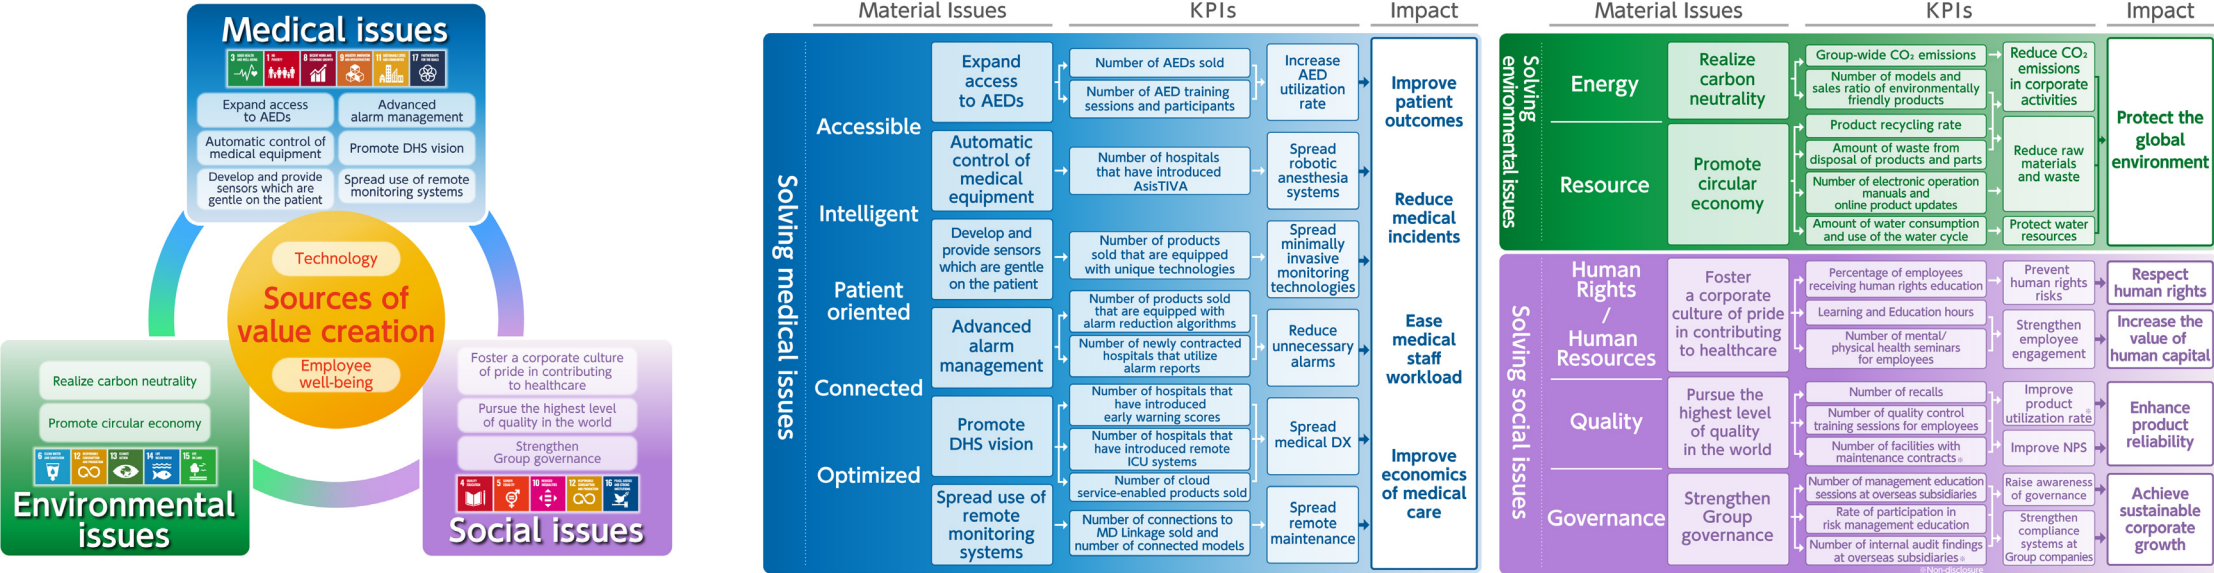 Medical issues
3
1
8
9
11
17
Expand access
to AEDs
Advanced
alarm management
Automatic control of
medical equipment
Promote DHS vision
Develop and provide
sensors which are
gentle on the patient
Spread use of remote
monitoring systems
Technology
Sources of
value creation
Employee
well-being
Realize carbon neutrality
Promote circular economy
6
12
13
14
15
Environmental
issues
Foster a corporate culture
of pride in contributing
to healthcare
Pursue the highest level
of quality in the world
Strengthen
Group governance
4
5
10
12
16
Social issues
Material Issues
KPIs
Impact
Solving medical issues
Accessible
Intelligent
Patient
oriented
Connected
Optimized
Expand
access
to AEDs
Number of AEDs sold
Number of AED training
sessions and participants
Increase
AED
utilization
rate
Automatic
control of
medical
equipment
Number of hospitals
that have introduced
AsisTIVA
Spread
robotic
anesthesia
systems
Develop and
provide sensors
which are gentle
on the patient
Number of products
sold that are equipped
with unique technologies
Spread
minimally
invasive
monitoring
technologies
Advanced
alarm
management
Number of products sold
that are equipped with
alarm reduction algorithms
Number of newly contracted
hospitals that utilize
alarm reports
Reduce
unnecessary
alarms
Promote
DHS vision
Number of hospitals that
have introduced
early warning scores
Number of hospitals that
have introduced remote
ICU systems
Number of cloud
service-enabled products sold
Spread
medical DX
Spread use of
remote
monitoring
systems
Number of connections to
MD Linkage sold and
number of connected models
Spread
remote
maintenance
Improve
patient
outcomes
Reduce
medical
incidents
Ease
medical
staff
workload
Improve
economics
of medical
care
Material Issues
KPIs
Impact
Solving
environmental issues
Energy
Realize
carbon
neutrality
Group-wide CO₂ emissions
Number of models and
sales ratio of environmentally
friendly products
Reduce CO₂
emissions
in corporate
activities
Resource
Promote
circular
economy
Product recycling rate
Amount of waste from
disposal of products and parts
Number of electronic operation
manuals and
online product updates
Amount of water consumption
and use of the water cycle
Reduce raw
materials
and waste
Protect water
resources
Protect the
global
environment
Solving social issues
Human
Rights
/
Human
Resources
Foster
a corporate
culture of pride
in contributing
to healthcare
Percentage of employees
receiving human rights education
Learning and Education hours
Number of mental/
physical health seminars
for employees
Prevent
human rights
risks
Strengthen
employee
engagement
Respect
human rights
Increase the
value of
human capital
Quality
Pursue the
highest level
of quality
in the world
Number of recalls
Number of quality control
training sessions for employees
Number of facilities with
maintenance contracts※
Improve
product
utilization rate※
Improve NPS
Enhance
product
reliability
Governance
Strengthen
Group
governance
Number of management education
sessions at overseas subsidiaries
Rate of participation in
risk management education
Number of internal audit findings
at overseas subsidiaries※
Raise awareness
of governance
Strengthen
compliance
systems at
Group companies
Achieve
sustainable
corporate
growth
※Non-disclosure